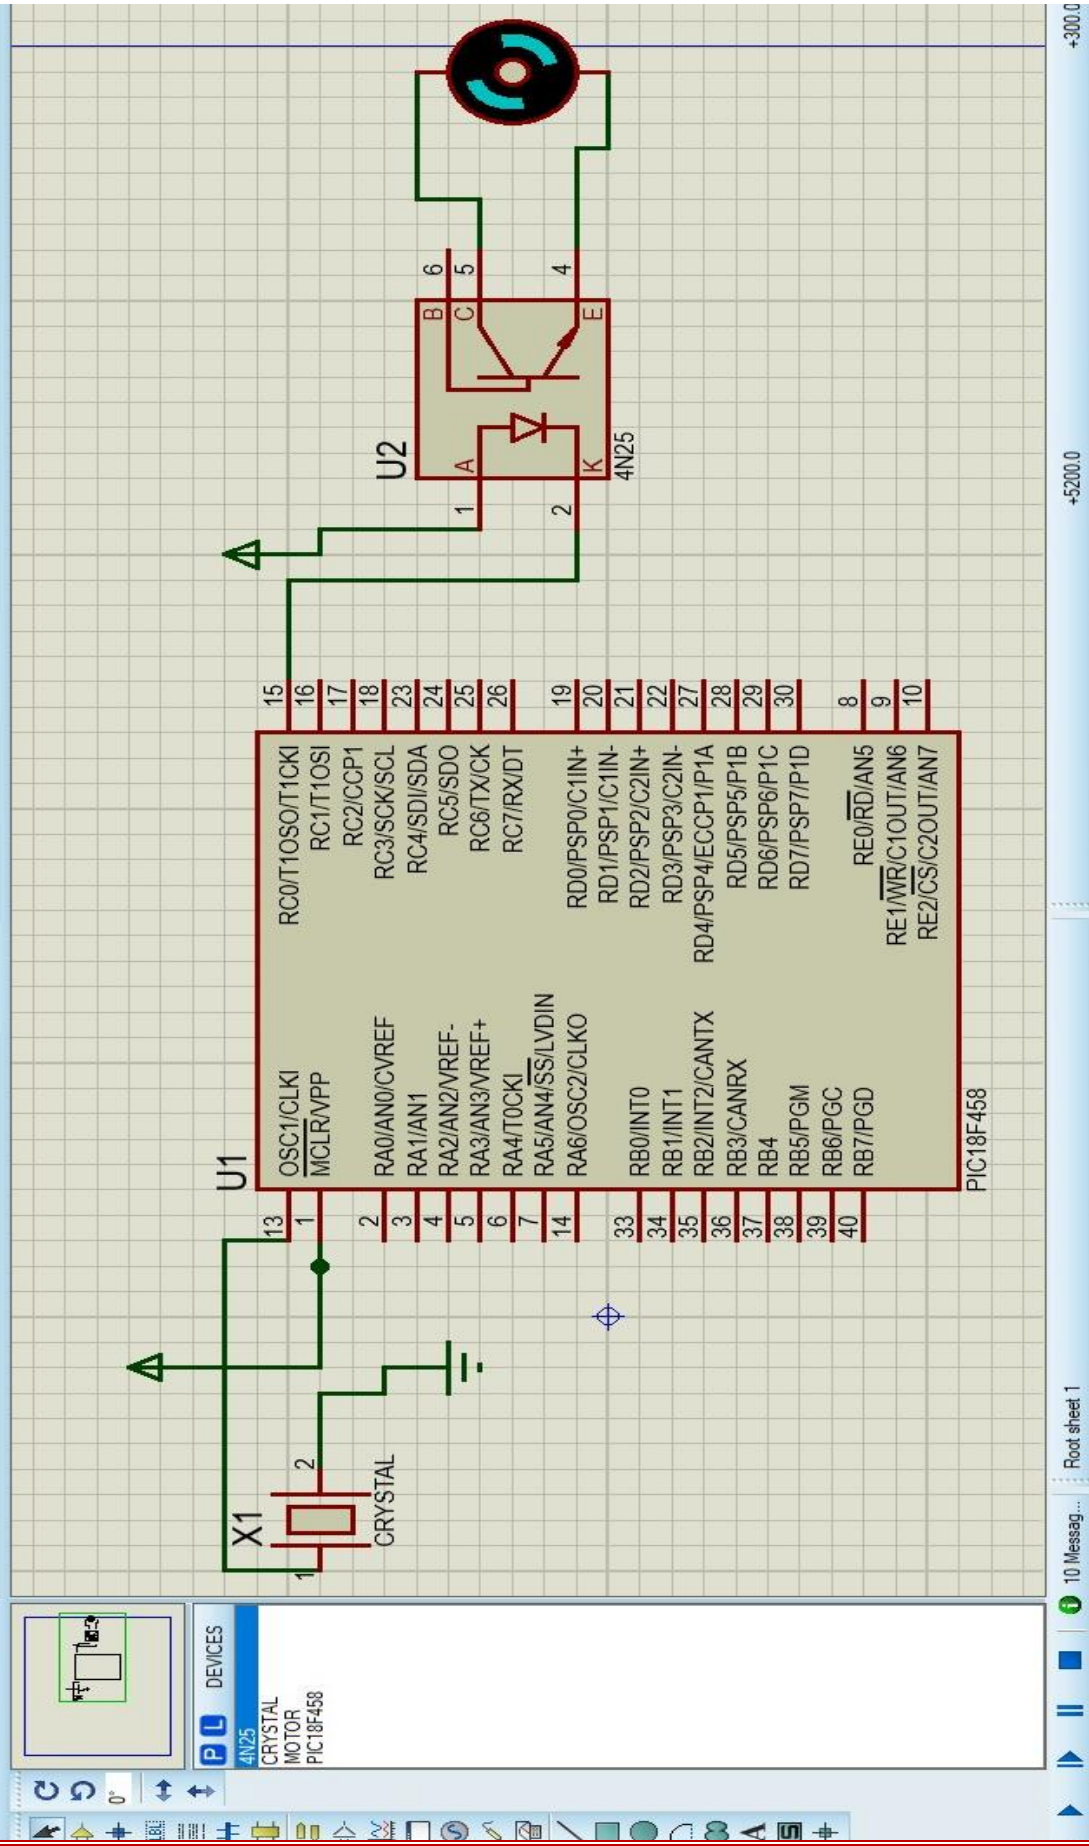 U1
13
1
2
3
4
5
6
7
14
33
34
35
36
37
38
39
40
OSC1/CLKI
MCLR/VPP
RA0/AN0/CVREF
RA1/AN1
RA2/AN2/VREF-
RA3/AN3/VREF+
RA4/T0CKI
RA5/AN4/SS/LVDIN
RA6/OSC2/CLKO
RB0/INT0
RB1/INT1
RB2/INT2/CANTX
RB3/CANRX
RB4
RB5/PGM
RB6/PGC
RB7/PGD
RC0/T1OSO/T1CKI
RC1/T1OSI
RC2/CCP1
RC3/SCK/SCL
RC4/SDI/SDA
RC5/SDO
RC6/TX/CK
RC7/RX/DT
RD0/PSP0/C1IN+
RD1/PSP1/C1IN-
RD2/PSP2/C2IN+
RD3/PSP3/C2IN-
RD4/PSP4/ECCP1/P1A
RD5/PSP5/P1B
RD6/PSP6/P1C
RD7/PSP7/P1D
RE0/RD/AN5
RE1/WR/C1OUT/AN6
RE2/CS/C2OUT/AN7
15
16
17
18
23
24
25
26
19
20
21
22
27
28
29
30
8
9
10
PIC18F458
X1
1
2
CRYSTAL
U2
1
2
A
K
B
C
E
6
5
4
4N25
0°
P L DEVICES
4N25
CRYSTAL
MOTOR
PIC18F458
LBL
A
S
10 Messag...
Root sheet 1
+5200.0
+300.0